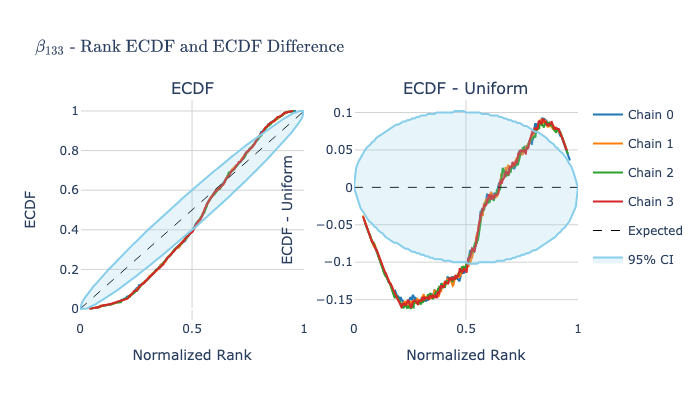 β₁₃₃ - Rank ECDF and ECDF Difference
ECDF
ECDF - Uniform
ECDF
1
0.8
0.6
0.4
0.2
0
0
0.5
1
Normalized Rank
ECDF - Uniform
0.1
0.05
0
−0.05
−0.1
−0.15
0
0.5
1
Normalized Rank
Chain 0
Chain 1
Chain 2
Chain 3
Expected
95% CI